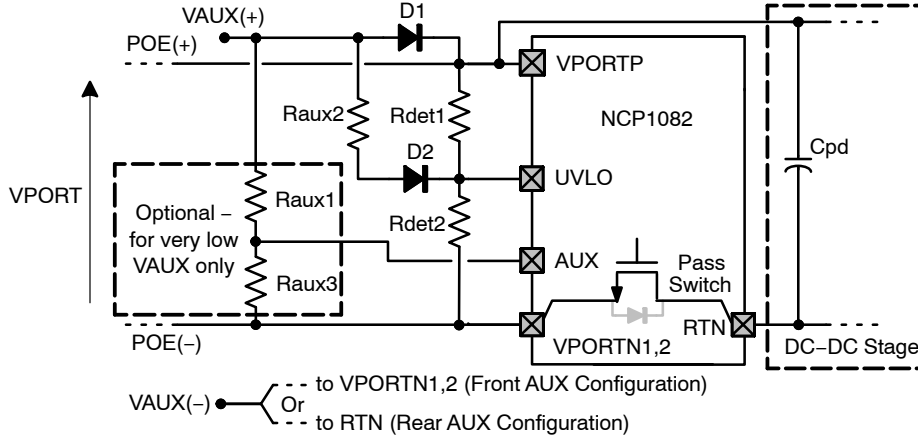 D1
VAUX(+)
POE(+)
VPORTP
Raux2
Rdet1
NCP1082
Cpd
D2
VPORT
UVLO
Optional –
for very low
VAUX only
Raux1
Rdet2
AUX
Pass
Switch
Raux3
RTN
POE(–)
VPORTN1,2
DC–DC Stage
VAUX(–)
to VPORTN1,2 (Front AUX Configuration)
Or
to RTN (Rear AUX Configuration)